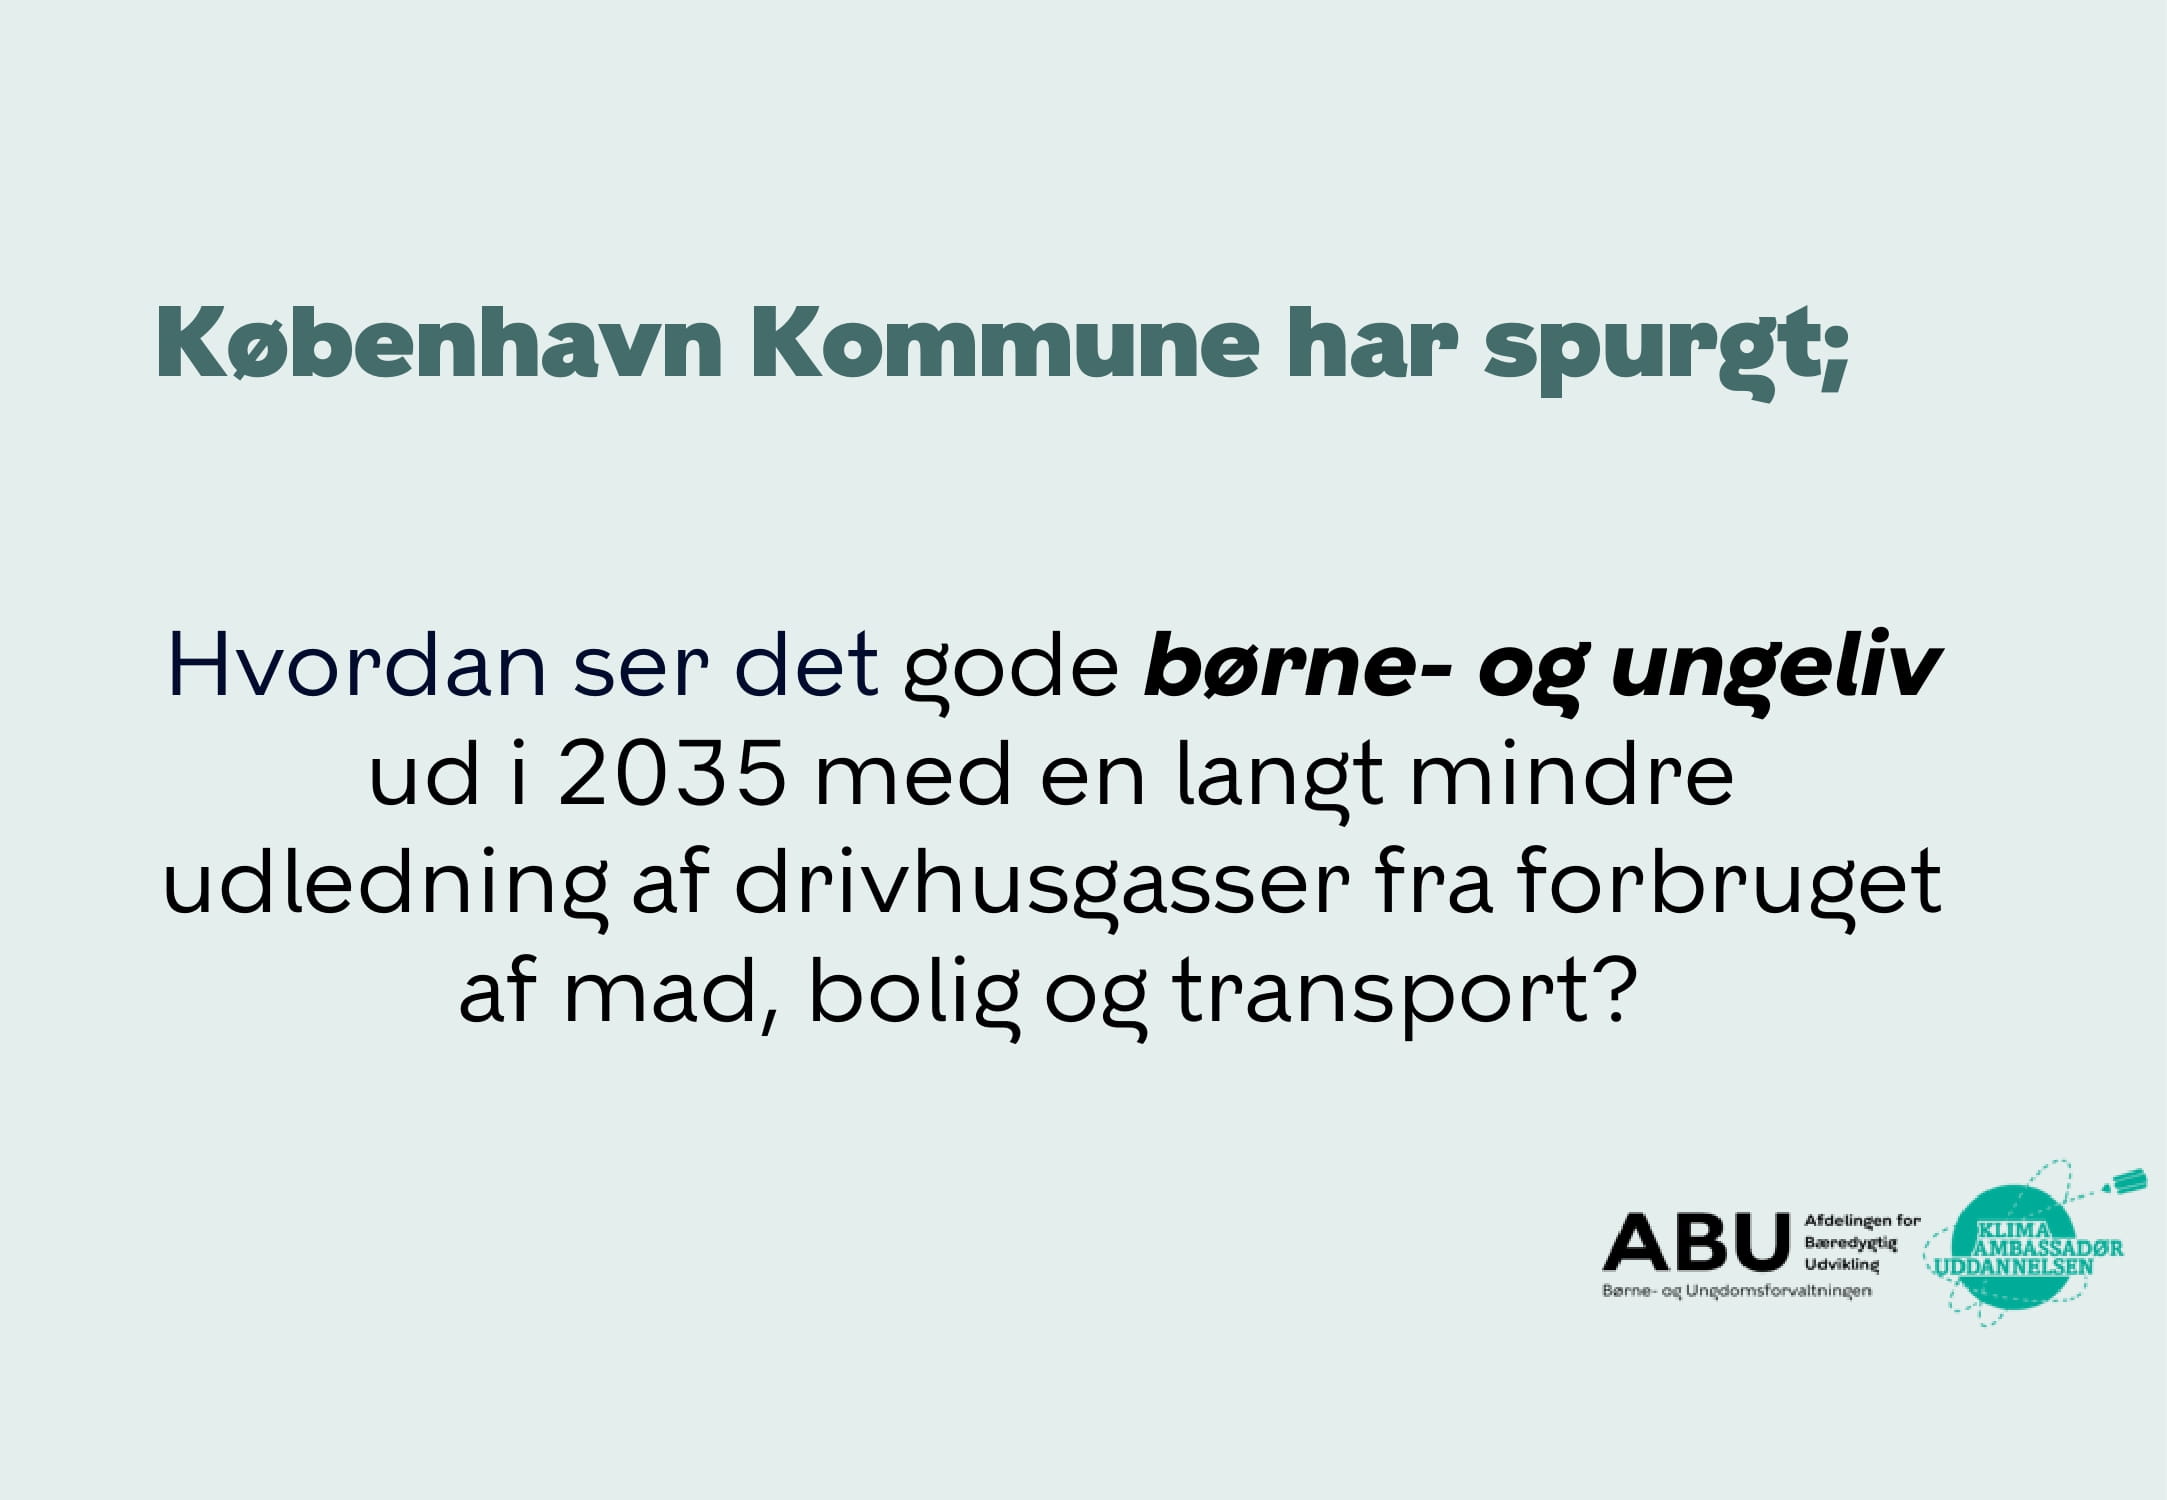 København Kommune har spurgt;
Hvordan ser det gode børne- og ungeliv
ud i 2035 med en langt mindre
udledning af drivhusgasser fra forbruget
af mad, bolig og transport?
ABU
Afdelingen for
Bæredygtig
Udvikling
Børne- og Ungdomsforvaltningen
KLIMA
AMBASSADØR
UDDANNELSEN